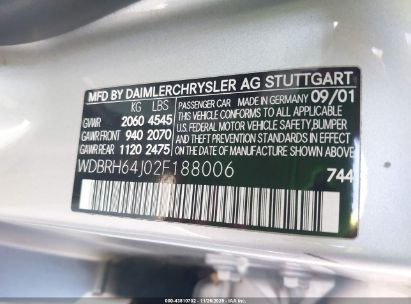 MFD BY DAIMLERCHRYSLER AG STUTTGART
KG LBS
GVWR 2060 4545
GAWR FRONT 940 2070
GAWR REAR 1120 2475
PASSENGER CAR MADE IN GERMANY 09/01
THIS VEHICLE CONFORMS TO ALL APPLICABLE
U.S. FEDERAL MOTOR VEHICLE SAFETY, BUMPER
AND THEFT PREVENTION STANDARDS IN EFFECT
ON THE DATE OF MANUFACTURE SHOWN ABOVE.
WDBRH64J02F188006
744